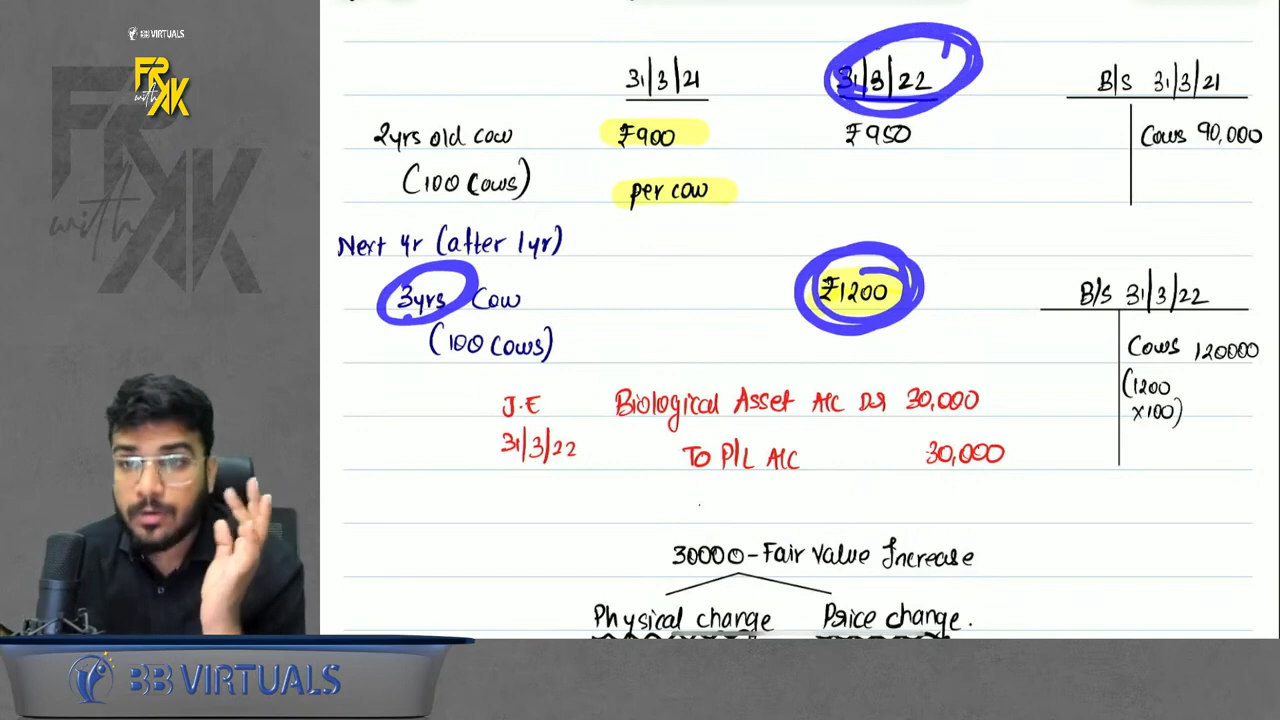 BB VIRTUALS
FR
with
AK
31/3/21
31/3/22
B/S 31/3/21
2yrs old cow
₹900
₹950
Cows 90,000
(100 Cows)
per cow
Next yr (after 1yr)
3yrs Cow
₹1200
B/S 31/3/22
(100 Cows)
Cows 120000
(1200
x100)
J.E
Biological Asset A/C Dr 30,000
31/3/22
To P/L A/C
30,000
30000 - Fair Value Increase
Physical change
Price change.
BB VIRTUALS